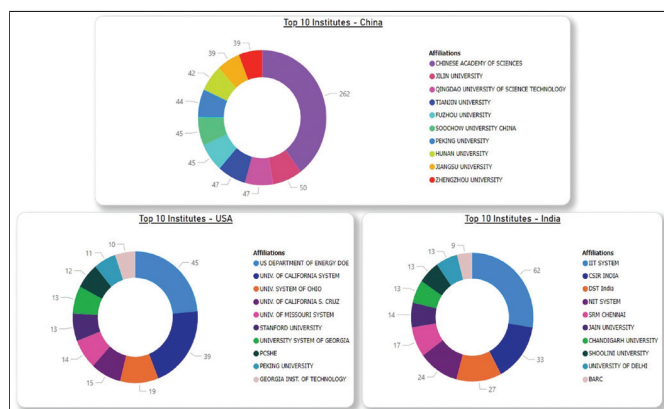 Top 10 Institutes - China
39
39
42
44
45
45
47
47
50
262
Affiliations
CHINESE ACADEMY OF SCIENCES
JILIN UNIVERSITY
QINGDAO UNIVERSITY OF SCIENCE TECHNOLOGY
TIANJIN UNIVERSITY
FUZHOU UNIVERSITY
SOOCHOW UNIVERSITY CHINA
PEKING UNIVERSITY
HUNAN UNIVERSITY
JIANGSU UNIVERSITY
ZHENGZHOU UNIVERSITY
Top 10 Institutes - USA
10
11
12
13
13
14
15
19
39
45
Affiliations
US DEPARTMENT OF ENERGY DOE
UNIV. OF CALIFORNIA SYSTEM
UNIV. SYSTEM OF OHIO
UNIV. OF CALIFORNIA S. CRUZ
UNIV. OF MISSOURI SYSTEM
STANFORD UNIVERSITY
UNIVERSITY SYSTEM OF GEORGIA
PCSHE
PEKING UNIVERSITY
GEORGIA INST. OF TECHNOLOGY
Top 10 Institutes - India
9
13
13
13
14
17
24
27
33
62
Affiliations
IIT SYSTEM
CSIR INDIA
DST India
NIT SYSTEM
SRM CHENNAI
JAIN UNIVERSITY
CHANDIGARH UNIVERSITY
SHOOLINI UNIVERSITY
UNIVERSITY OF DELHI
BARC